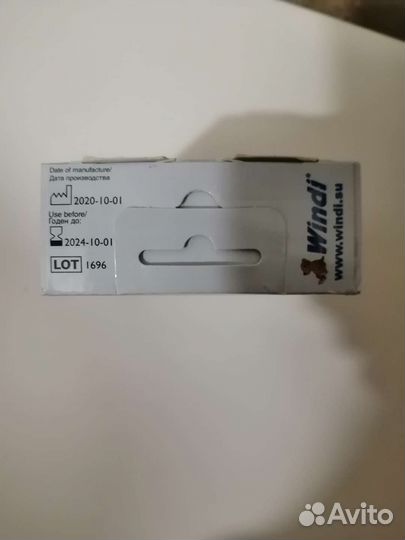 Date of manufacture/
Дата производства
2020-10-01
Use before/
Годен до:
2024-10-01
LOT 1696
Windi®
www.windi.su
Avito